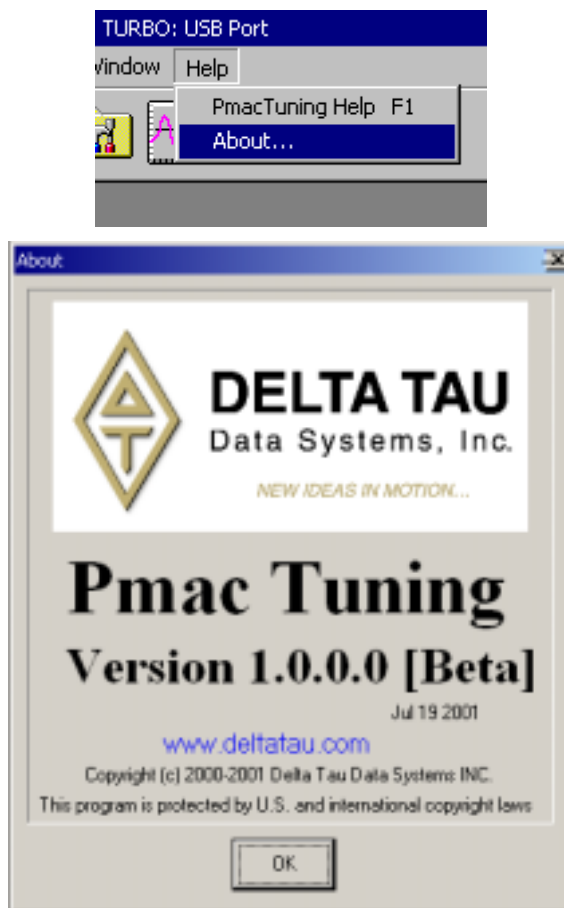 TURBO: USB Port
Window Help
PmacTuning Help F1
About...
About
DELTA TAU
Data Systems, Inc.
NEW IDEAS IN MOTION...
Pmac Tuning
Version 1.0.0.0 [Beta]
Jul 19 2001
www.deltatau.com
Copyright (c) 2000-2001 Delta Tau Data Systems INC.
This program is protected by U.S. and international copyright laws
OK